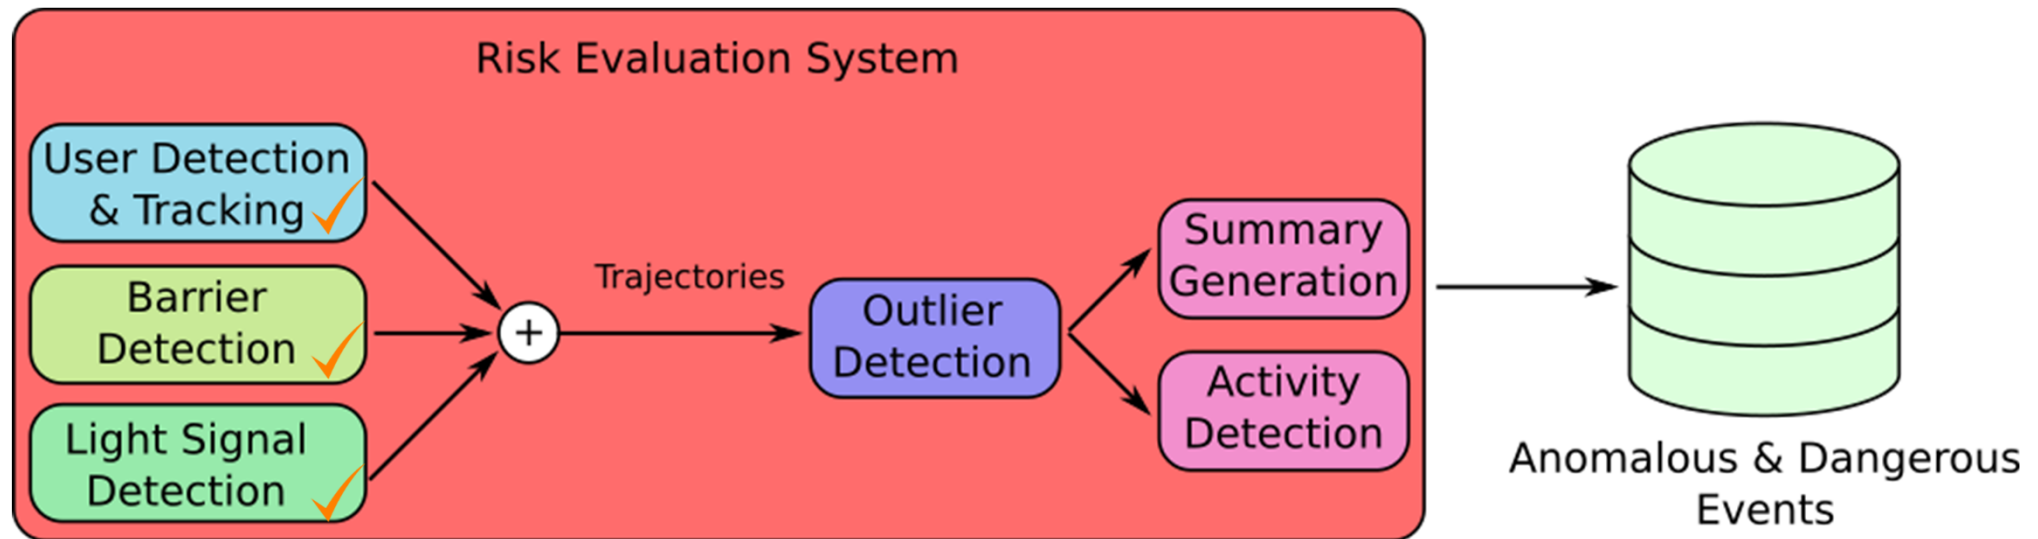 Risk Evaluation System
User Detection
& Tracking
Barrier
Detection
Light Signal
Detection
+
Trajectories
Outlier
Detection
Summary
Generation
Activity
Detection
Anomalous & Dangerous
Events